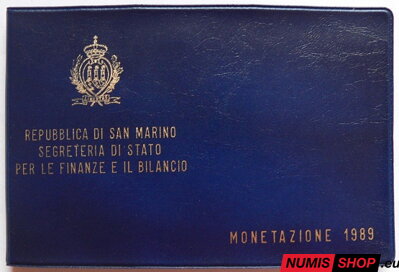 REPUBBLICA DI SAN MARINO
SEGRETERIA DI STATO
PER LE FINANZE E IL BILANCIO
MONETAZIONE 1989
NUMIS SHOP.eu